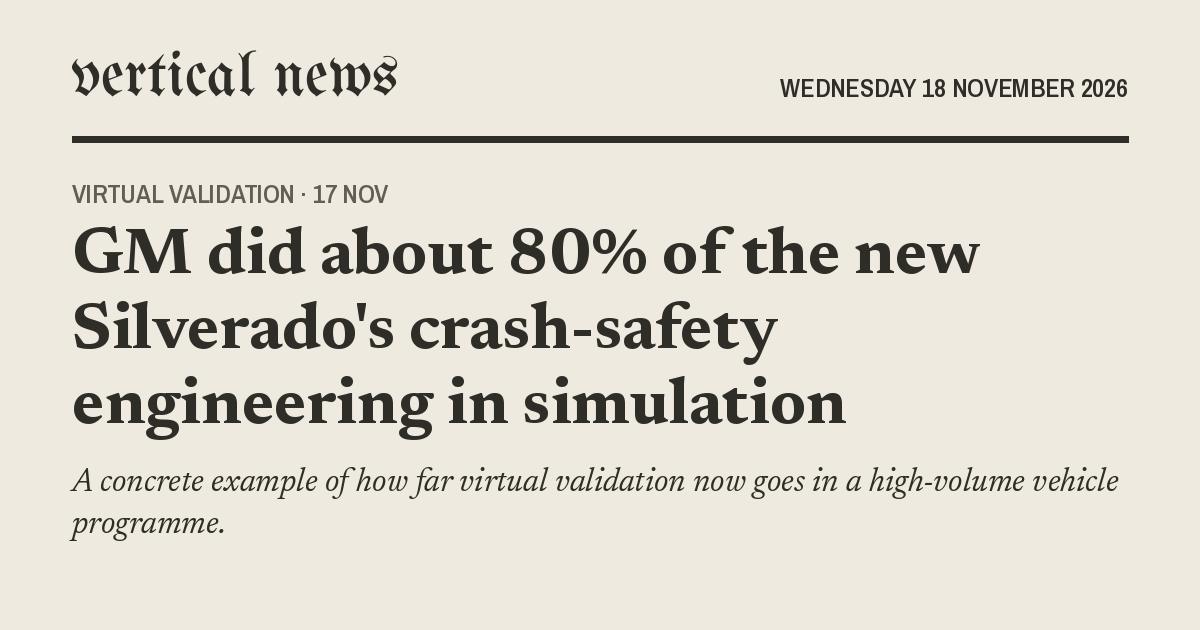 vertical news
WEDNESDAY 18 NOVEMBER 2026
VIRTUAL VALIDATION · 17 NOV
GM did about 80% of the new
Silverado's crash-safety
engineering in simulation
A concrete example of how far virtual validation now goes in a high-volume vehicle
programme.